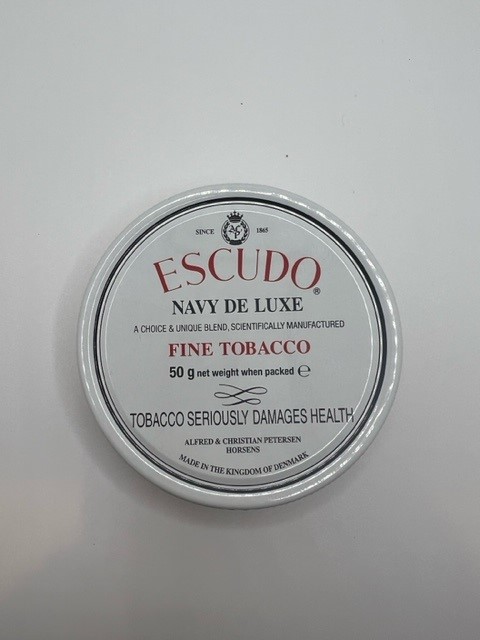 SINCE 1865
ESCUDO®
NAVY DE LUXE
A CHOICE & UNIQUE BLEND, SCIENTIFICALLY MANUFACTURED
FINE TOBACCO
50 g net weight when packed ℮
TOBACCO SERIOUSLY DAMAGES HEALTH
ALFRED & CHRISTIAN PETERSEN
HORSENS
MADE IN THE KINGDOM OF DENMARK